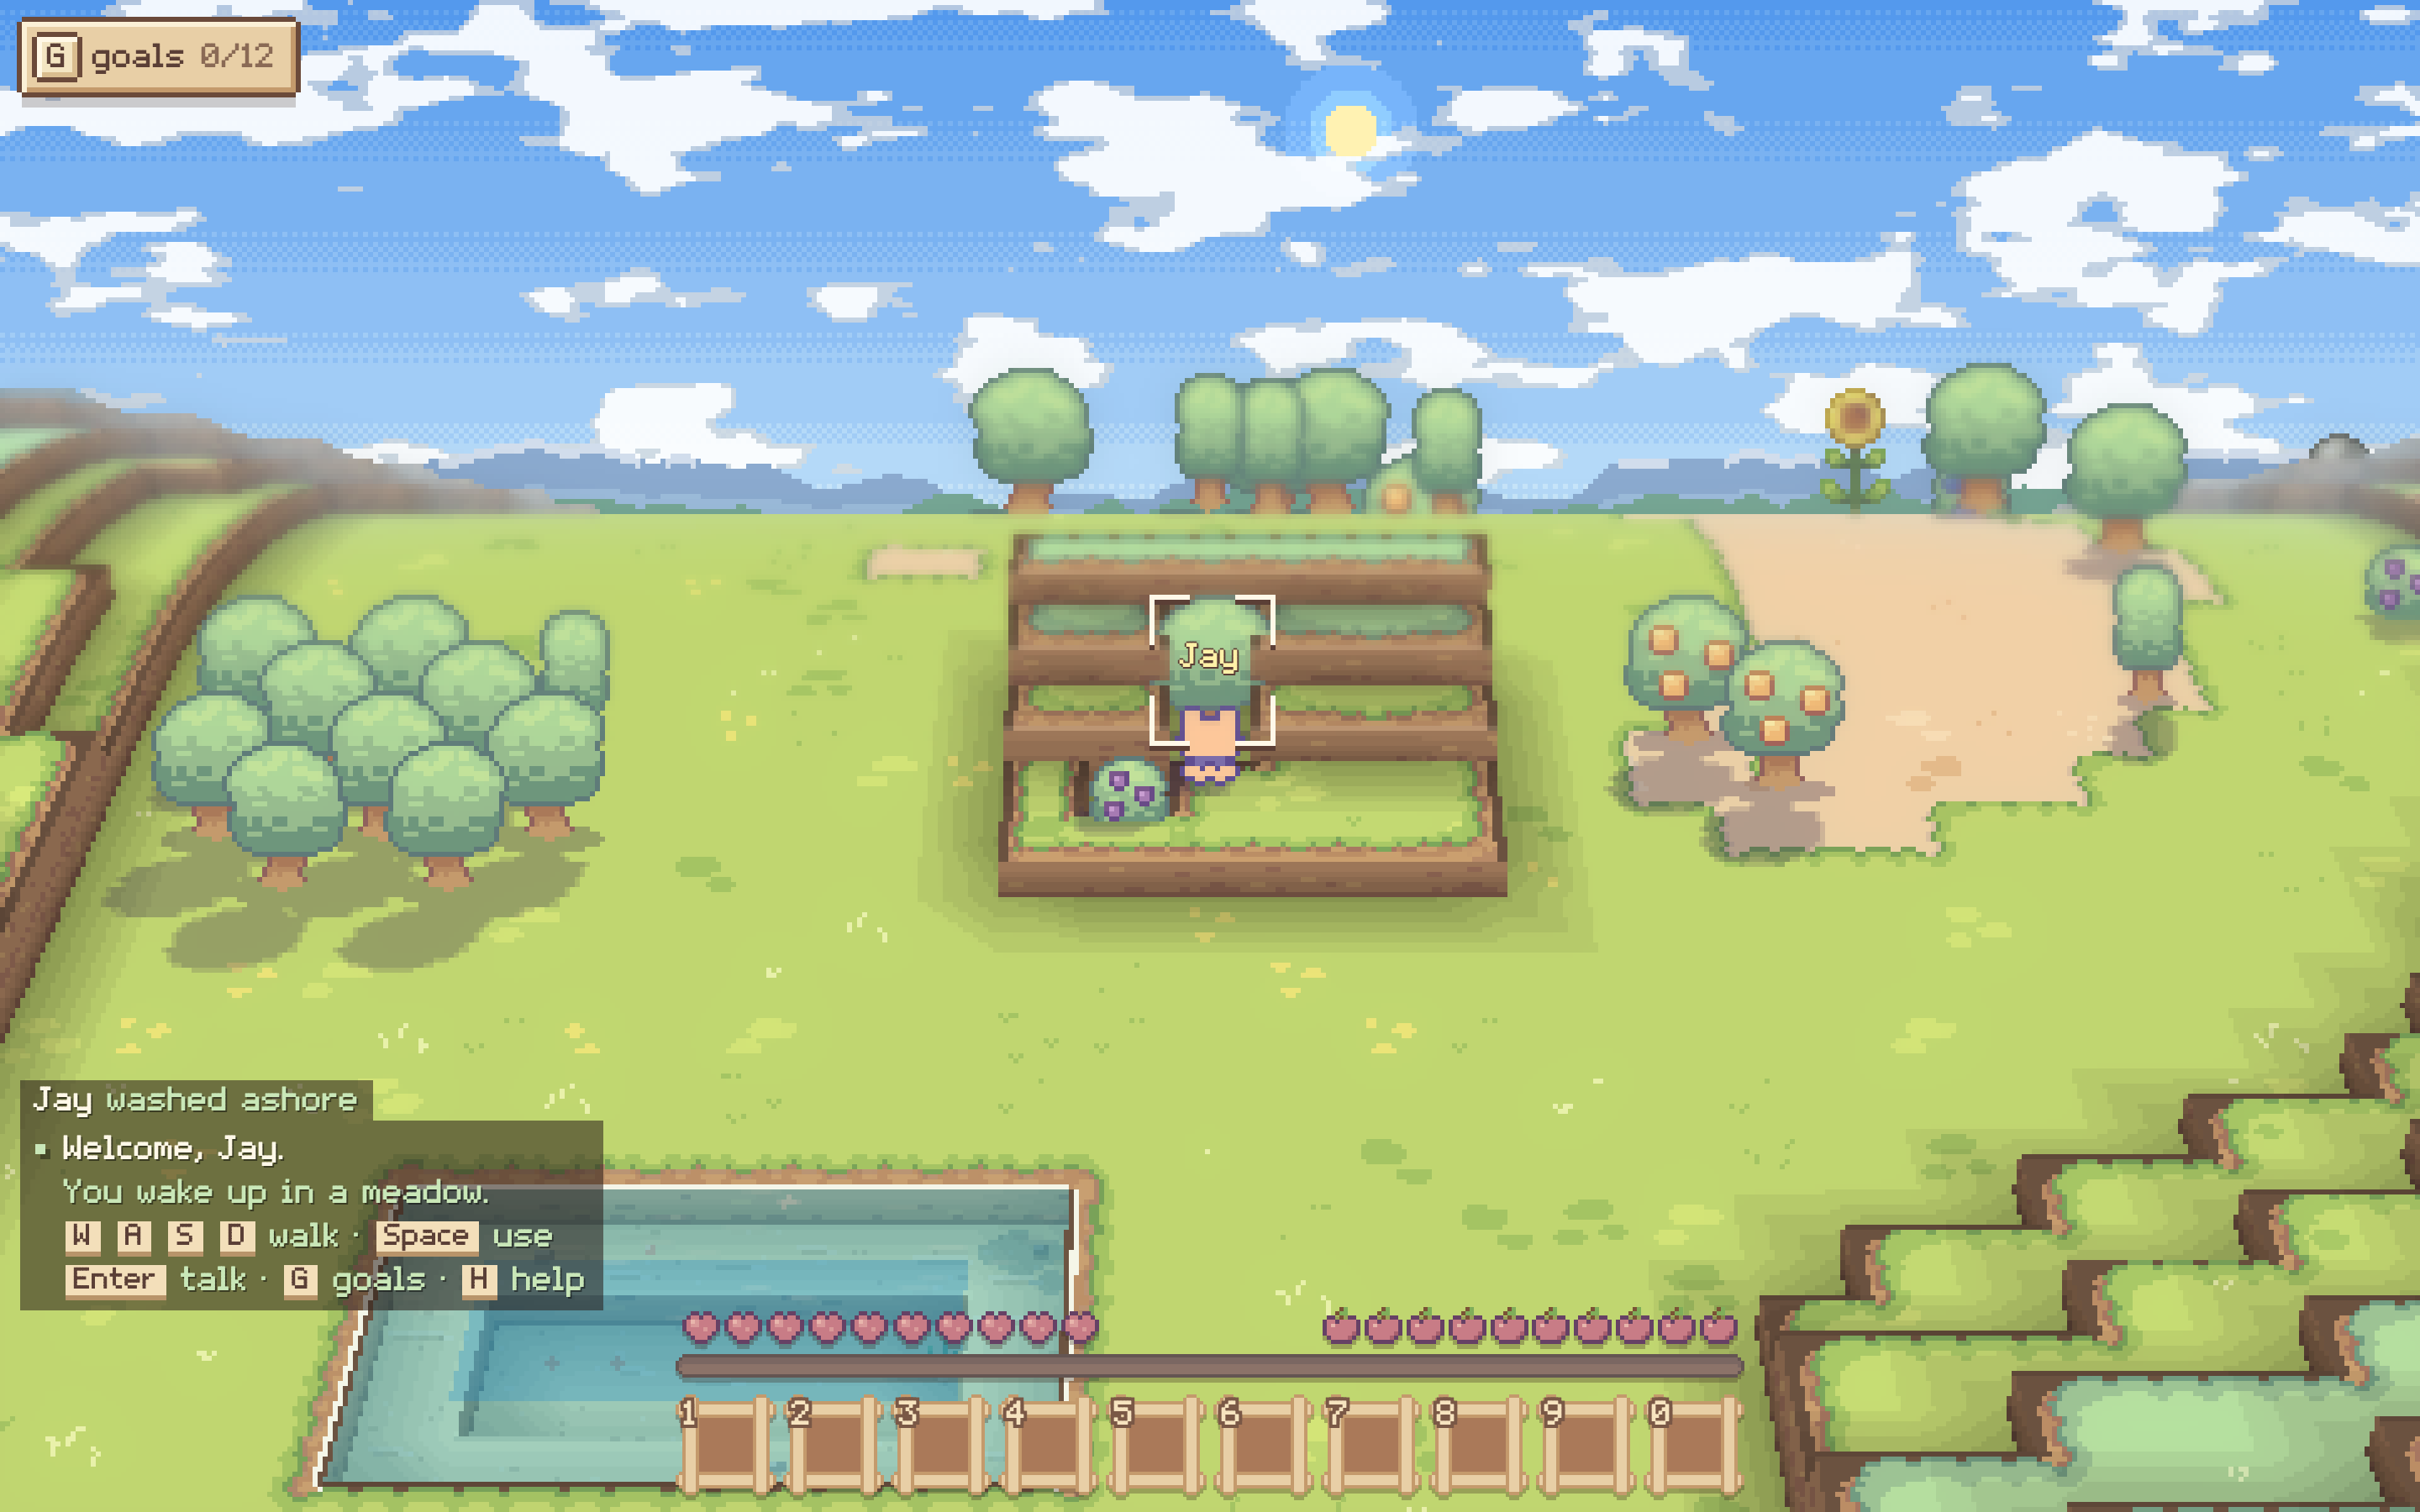 G goals 0/12
Jay
Jay washed ashore
Welcome, Jay.
You wake up in a meadow.
W A S D walk · Space use
Enter talk · G goals · H help
1 2 3 4 5 6 7 8 9 0